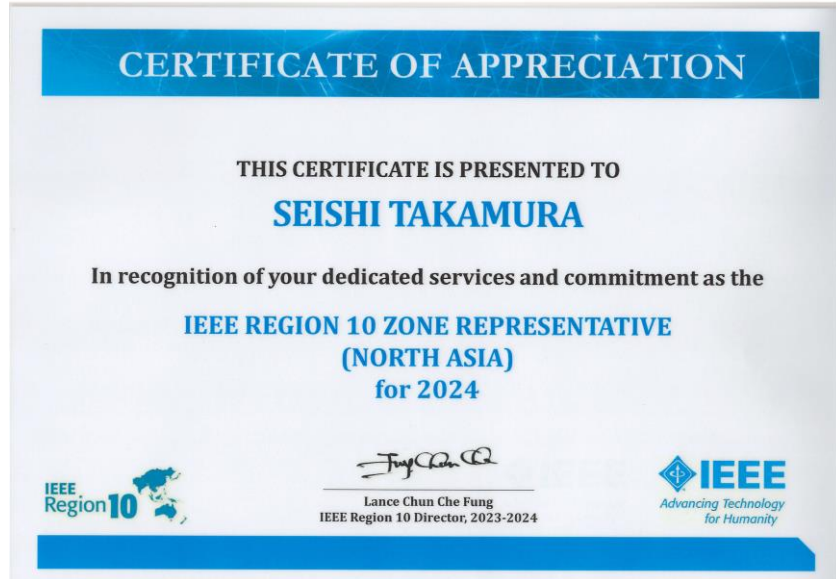 CERTIFICATE OF APPRECIATION
THIS CERTIFICATE IS PRESENTED TO
SEISHI TAKAMURA
In recognition of your dedicated services and commitment as the
IEEE REGION 10 ZONE REPRESENTATIVE
(NORTH ASIA)
for 2024
Lance Chun Che Fung
IEEE Region 10 Director, 2023-2024
IEEE
Region 10
IEEE
Advancing Technology
for Humanity